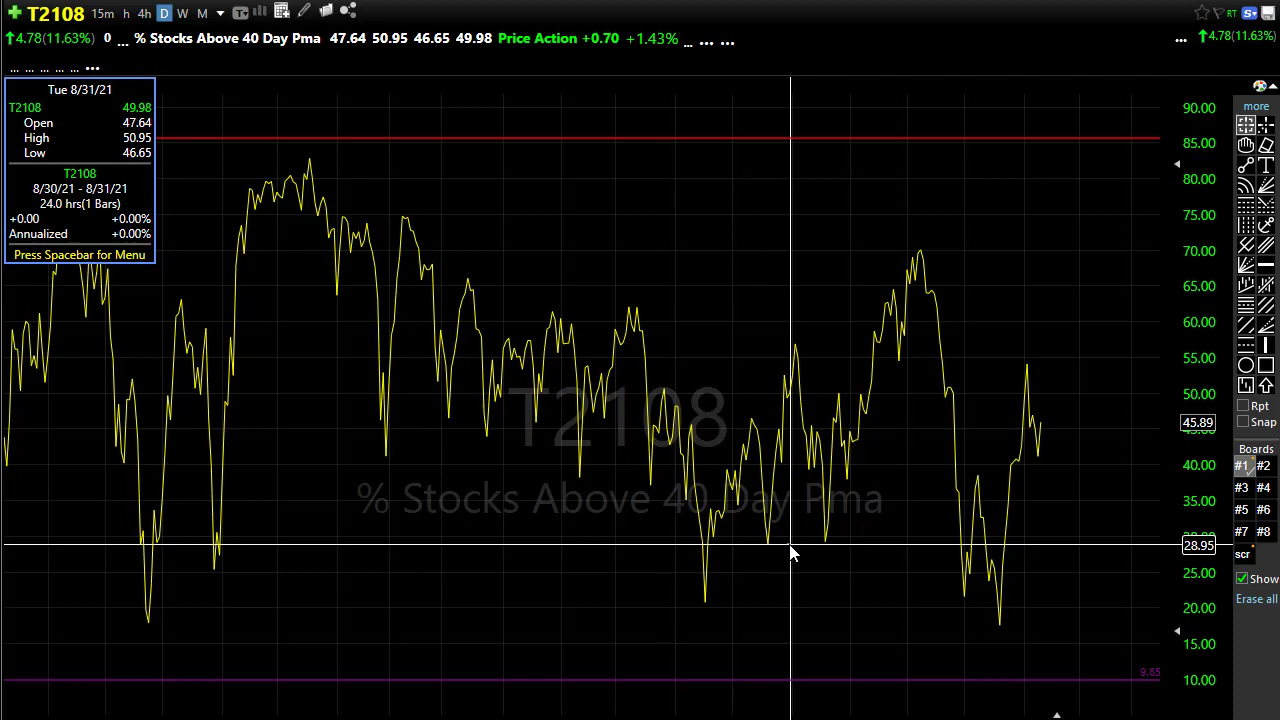 T2108 15m h 4h D W M RT S
4.78(11.63%) 0 ... % Stocks Above 40 Day Pma 47.64 50.95 46.65 49.98 Price Action +0.70 +1.43% ... ... ... ... 4.78(11.63%)
... ... ... ... ... ...
Tue 8/31/21
T2108 49.98
Open 47.64
High 50.95
Low 46.65
T2108
8/30/21 - 8/31/21
24.0 hrs(1 Bars)
+0.00 +0.00%
Annualized +0.00%
Press Spacebar for Menu
T2108
% Stocks Above 40 Day Pma
90.00
85.00
80.00
75.00
70.00
65.00
60.00
55.00
50.00
45.89
40.00
35.00
28.95
25.00
20.00
15.00
9.85
10.00
more
T
Rpt
Snap
Boards
#1 #2
#3 #4
#5 #6
#7 #8
scr
Show
Erase all